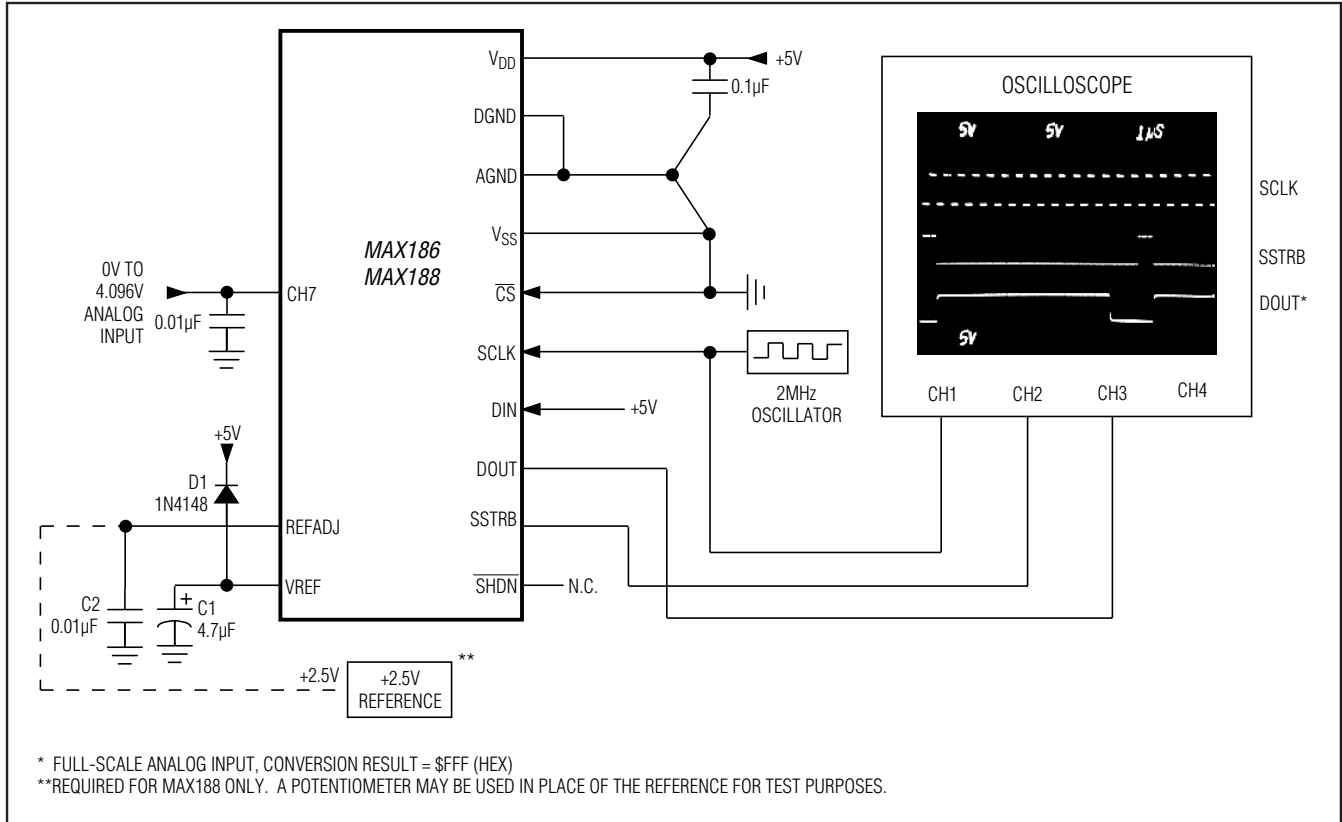 V_DD
+5V
0.1µF
DGND
AGND
V_SS
MAX186
MAX188
0V TO
4.096V
ANALOG
INPUT
0.01µF
CH7
CS
SCLK
2MHz
OSCILLATOR
DIN
+5V
DOUT
+5V
D1
1N4148
REFADJ
SSTRB
VREF
SHDN
N.C.
C2
0.01µF
+
C1
4.7µF
+2.5V
+2.5V
REFERENCE
**
OSCILLOSCOPE
5V 5V 1µS
SCLK
SSTRB
DOUT*
5V
CH1 CH2 CH3 CH4
* FULL-SCALE ANALOG INPUT, CONVERSION RESULT = $FFF (HEX)
**REQUIRED FOR MAX188 ONLY. A POTENTIOMETER MAY BE USED IN PLACE OF THE REFERENCE FOR TEST PURPOSES.